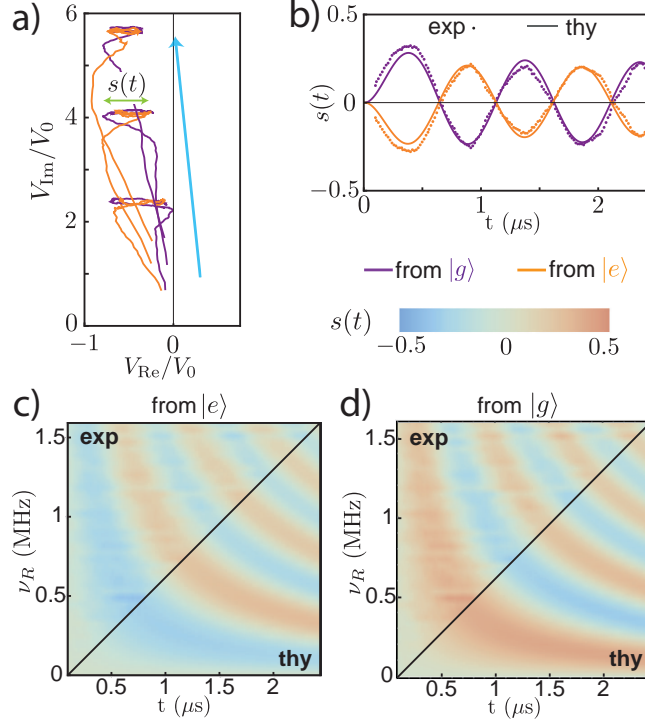 a)
6
4
2
0
V_Im/V_0
s(t)
−1
0
V_Re/V_0
b)
exp · — thy
0.5
0
−0.5
s(t)
0
1
2
t (μs)
from |g⟩
from |e⟩
s(t)
−0.5
0
0.5
c)
from |e⟩
exp
1.5
1
0.5
0
ν_R (MHz)
thy
0.5
1
1.5
2
t (μs)
d)
from |g⟩
exp
1.5
1
0.5
0
ν_R (MHz)
thy
0.5
1
1.5
2
t (μs)